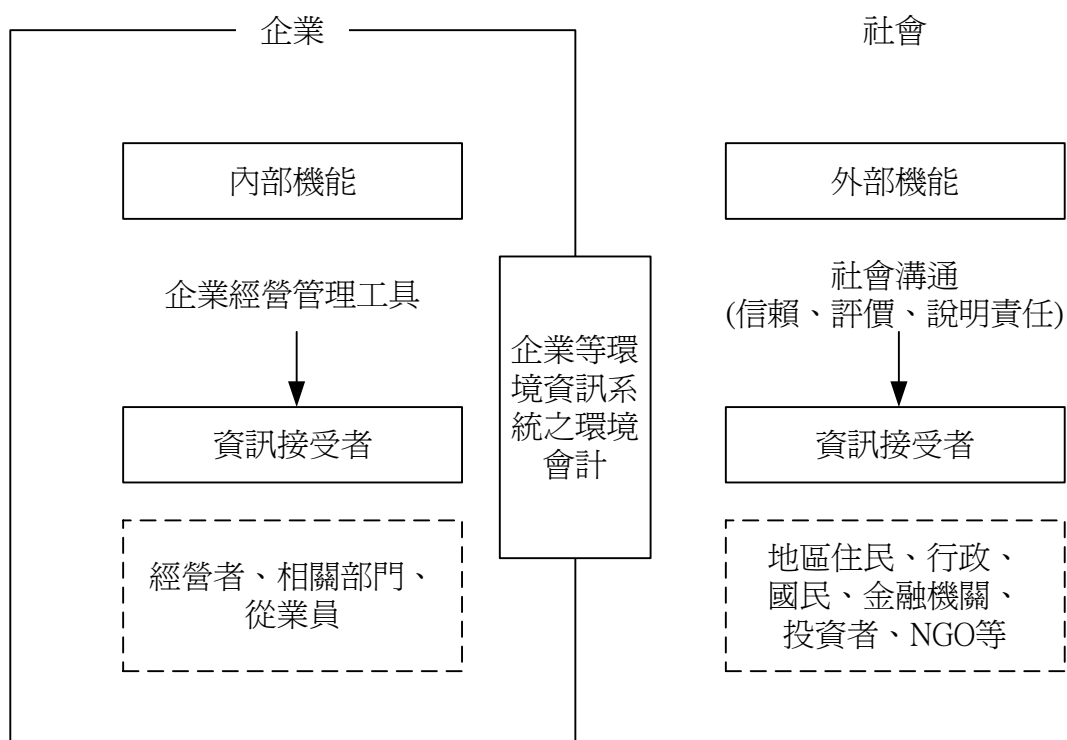 企業
內部機能
企業經營管理工具
資訊接受者
經營者、相關部門、
從業員
企業等環
境資訊系
統之環境
會計
社會
外部機能
社會溝通
(信賴、評價、說明責任)
資訊接受者
地區住民、行政、
國民、金融機關、
投資者、NGO等